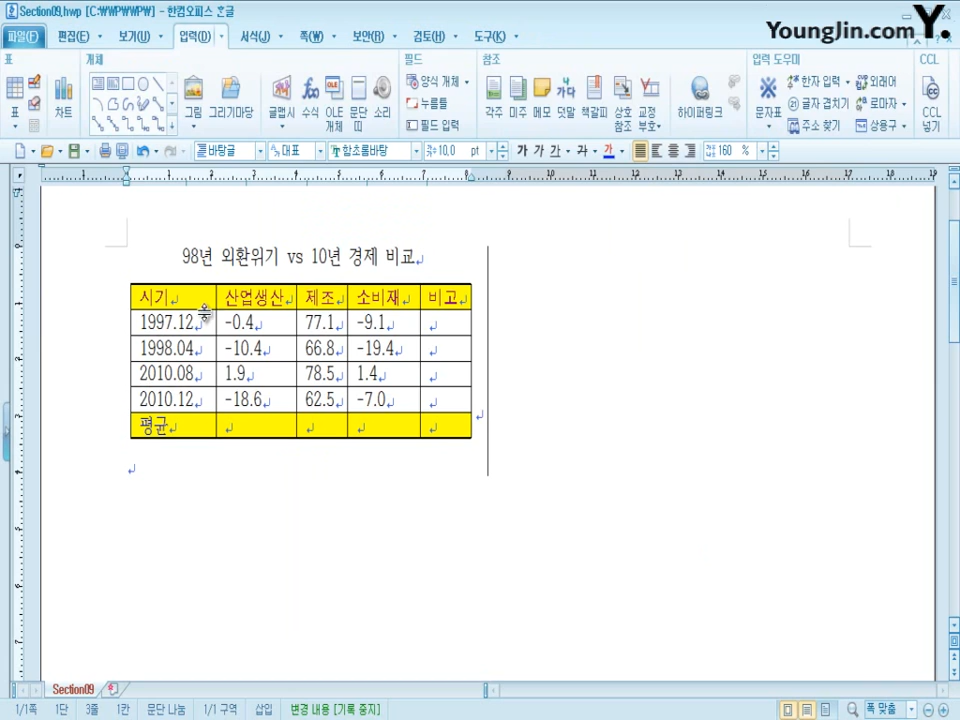 Section09.hwp [C:\WPWPW\] - 한컴오피스 한글
YoungJin.com Y.
파일(F) 편집(E) 보기(U) 입력(D) 서식(J) 쪽(W) 보안(B) 검토(H) 도구(K)
표 개체 필드 참조 입력 도우미 CCL
표 차트 그림 그리기마당 글맵시 수식 OLE 개체 문단 띠 소리
양식 개체
누름틀
필드 입력
각주 미주 메모 덧말 책갈피 상호 참조 교정 부호 하이퍼링크
문자표 한자 입력 외래어
글자 겹치기 로마자
주소 찾기 상용구
CCL 넣기
바탕글 대표 함초롬바탕 10.0 pt 가 가 가 가 가 160 %
98년 외환위기 vs 10년 경제 비교
시기 산업생산 제조 소비재 비고
1997.12 -0.4 77.1 -9.1
1998.04 -10.4 66.8 -19.4
2010.08 1.9 78.5 1.4
2010.12 -18.6 62.5 -7.0
평균
Section09
1/1쪽 1단 3줄 1칸 문단 나눔 1/1 구역 삽입 변경 내용 [기록 중지] 폭 맞춤